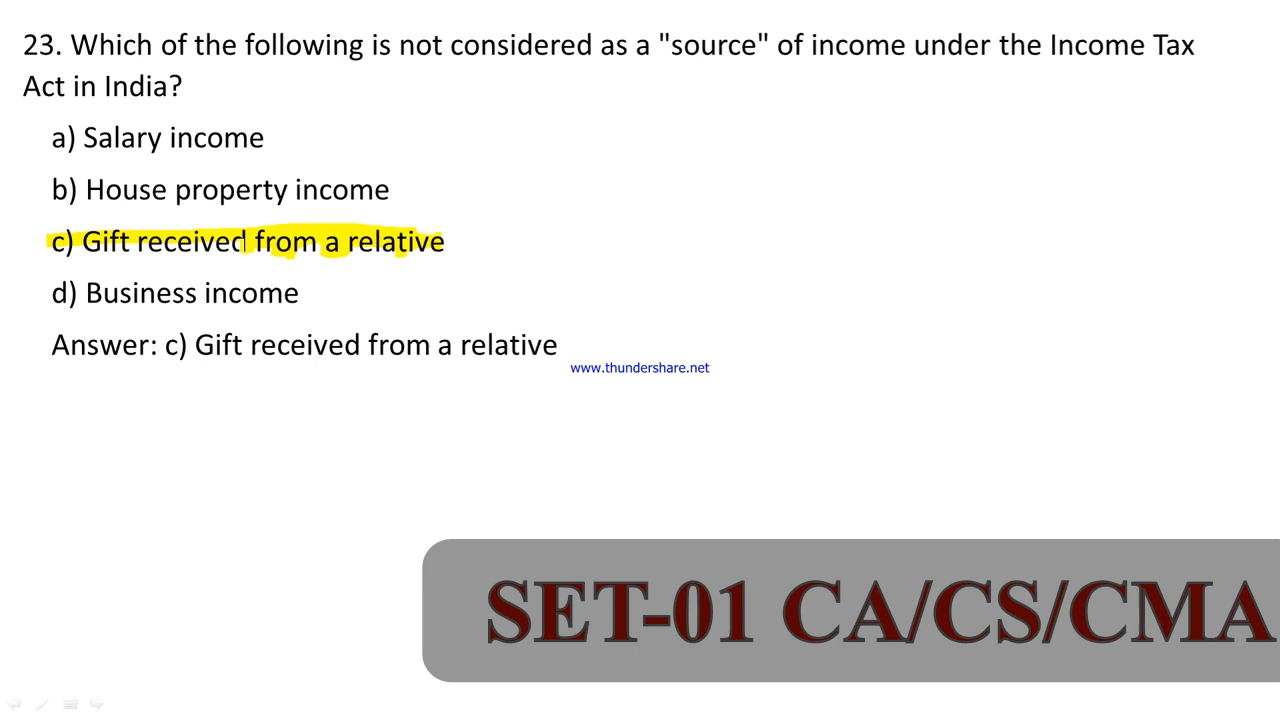 23. Which of the following is not considered as a "source" of income under the Income Tax
Act in India?
a) Salary income
b) House property income
c) Gift received from a relative
d) Business income
Answer: c) Gift received from a relative
www.thundershare.net
SET-01 CA/CS/CMA